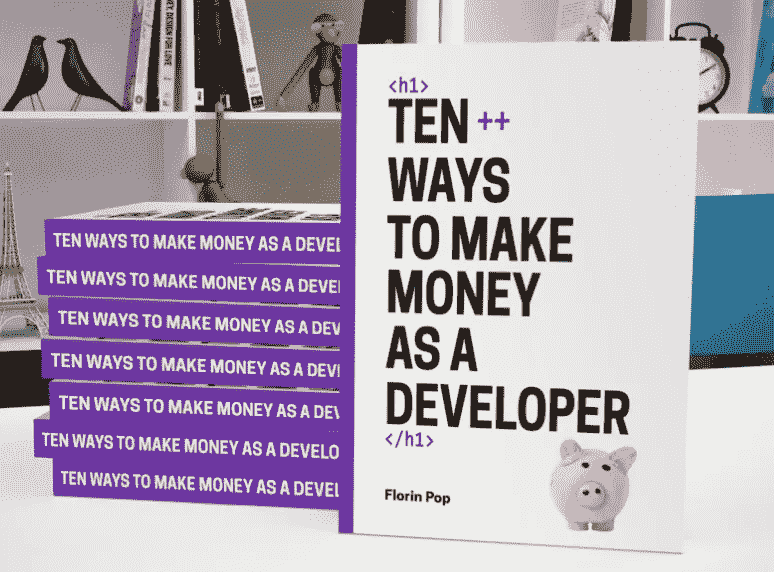 <h1>
TEN ++
WAYS
TO MAKE
MONEY
AS A
DEVELOPER
</h1>
Florin Pop
TEN WAYS TO MAKE MONEY AS A DEVEL
TEN WAYS TO MAKE MONEY AS A DEVE
TEN WAYS TO MAKE MONEY AS A DEV
TEN WAYS TO MAKE MONEY AS A DEVE
TEN WAYS TO MAKE MONEY AS A DEV
TEN WAYS TO MAKE MONEY AS A DEVELO
TEN WAYS TO MAKE MONEY AS A DEVEL